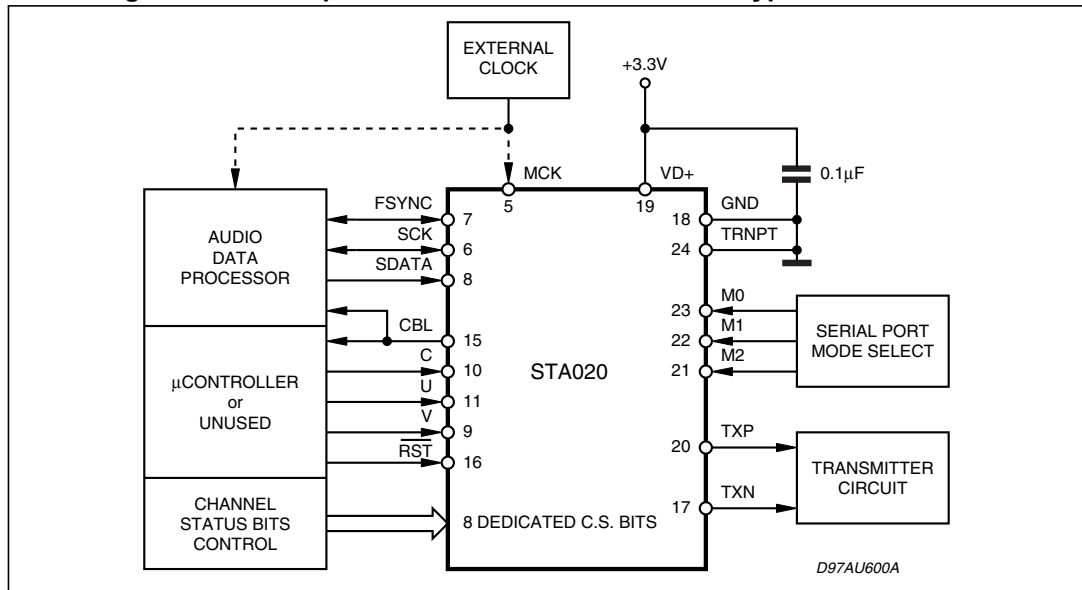 EXTERNAL
CLOCK
+3.3V
MCK
VD+
5
19
0.1μF
AUDIO
DATA
PROCESSOR
FSYNC
7
SCK
6
SDATA
8
GND
18
TRNPT
24
M0
23
M1
22
M2
21
SERIAL PORT
MODE SELECT
CBL
15
C
10
U
11
V
9
RST
16
μCONTROLLER
or
UNUSED
STA020
TXP
20
TXN
17
TRANSMITTER
CIRCUIT
CHANNEL
STATUS BITS
CONTROL
8 DEDICATED C.S. BITS
D97AU600A